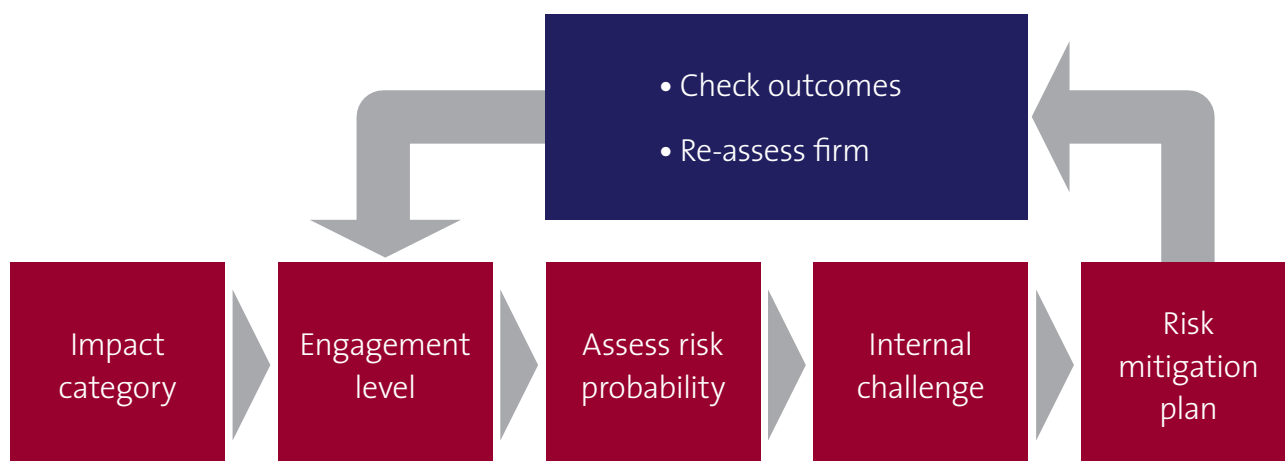 • Check outcomes
• Re-assess firm
Impact
category
Engagement
level
Assess risk
probability
Internal
challenge
Risk
mitigation
plan